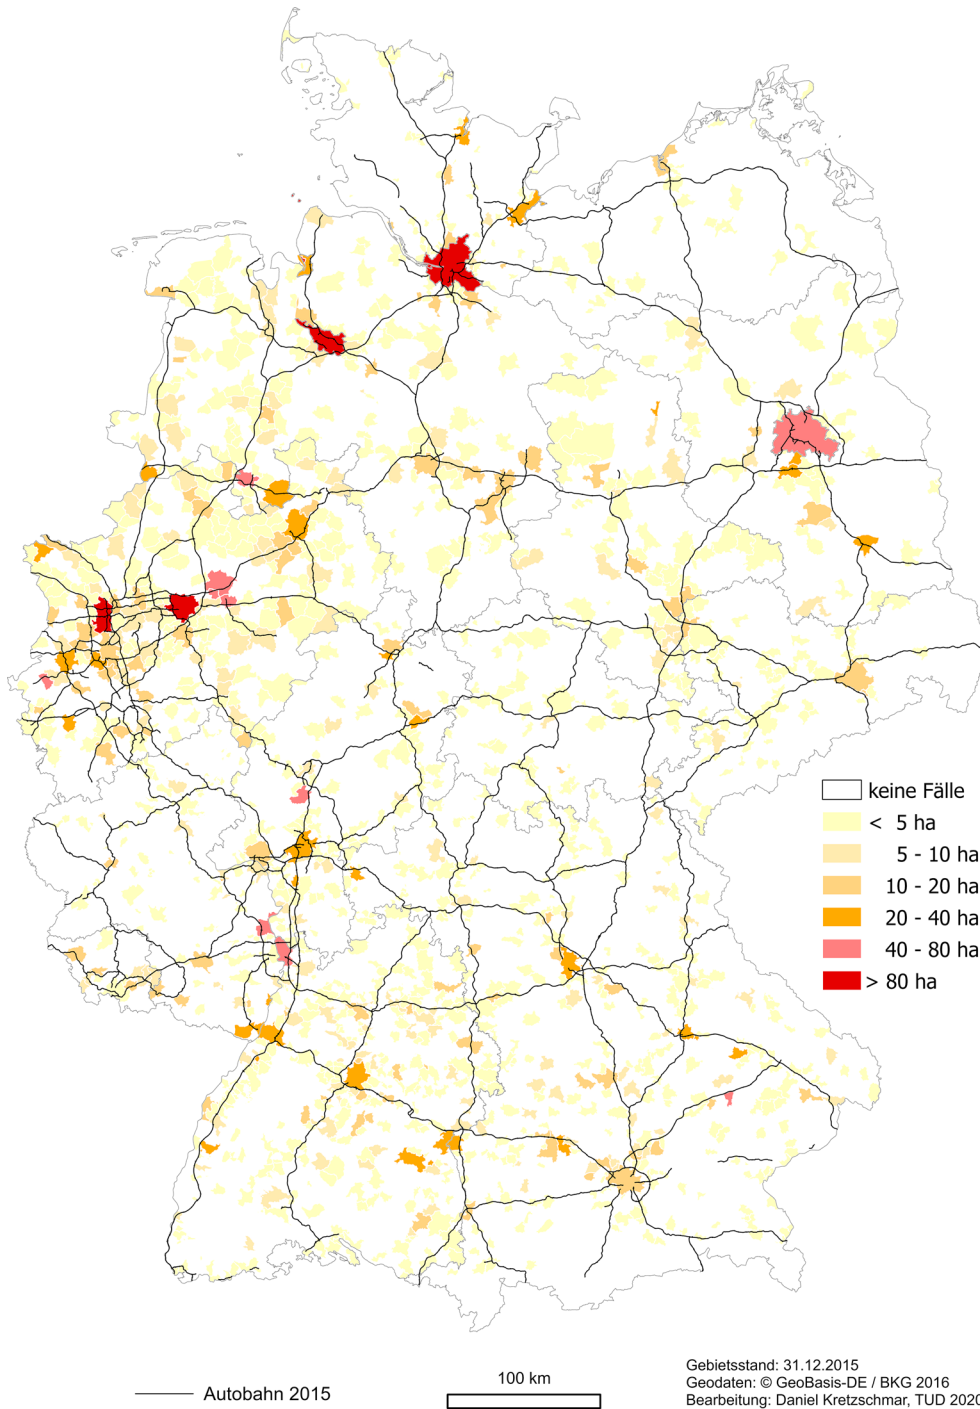 keine Fälle
< 5 ha
5 - 10 ha
10 - 20 ha
20 - 40 ha
40 - 80 ha
> 80 ha
Autobahn 2015
100 km
Gebietsstand: 31.12.2015
Geodaten: © GeoBasis-DE / BKG 2016
Bearbeitung: Daniel Kretzschmar, TUD 2020